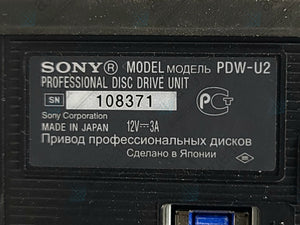 SONY® MODEL МОДЕЛЬ PDW-U2
PROFESSIONAL DISC DRIVE UNIT
SN 108371
Sony Corporation
MADE IN JAPAN 12V⎓3A
Привод профессиональных дисков
Сделано в Японии